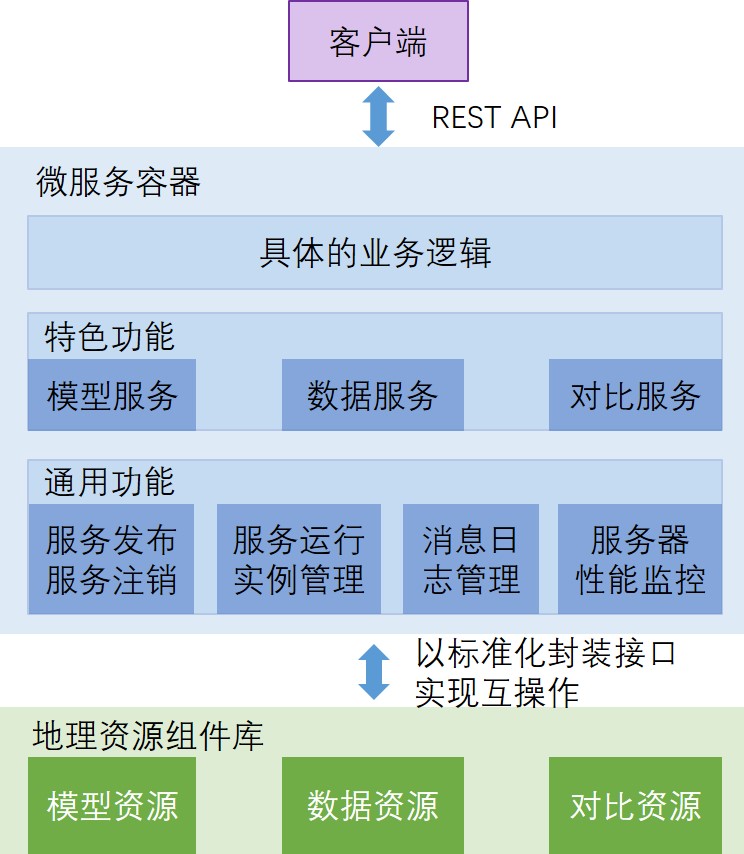 客户端
REST API
微服务容器
具体的业务逻辑
特色功能
模型服务
数据服务
对比服务
通用功能
服务发布
服务注销
服务运行
实例管理
消息日
志管理
服务器
性能监控
以标准化封装接口
实现互操作
地理资源组件库
模型资源
数据资源
对比资源